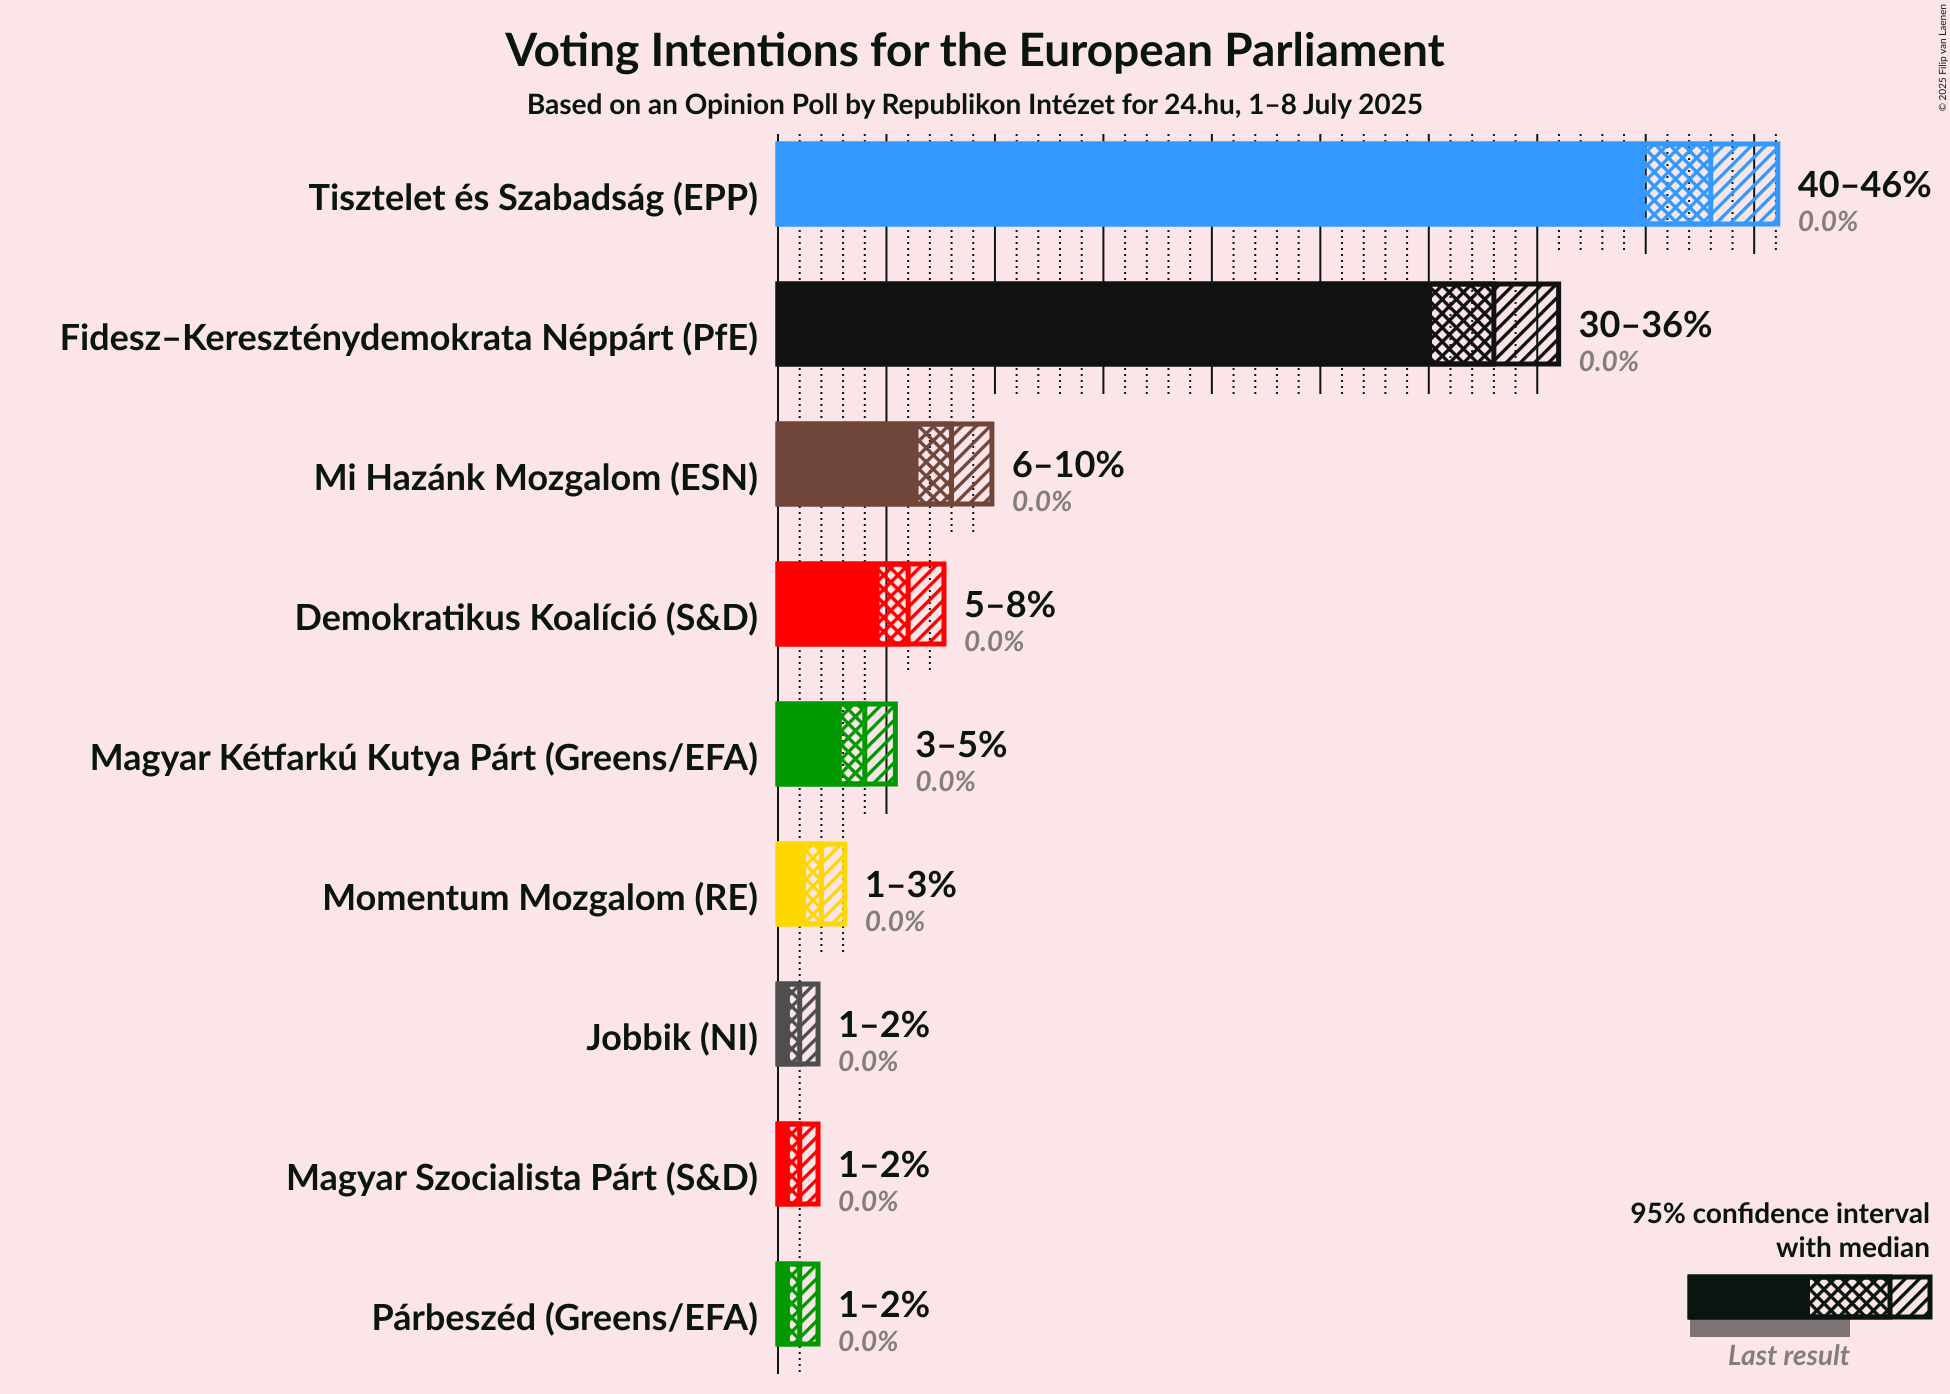 Voting Intentions for the European Parliament
Based on an Opinion Poll by Republikon Intézet for 24.hu, 1–8 July 2025
© 2025 Filip van Laenen
Tisztelet és Szabadság (EPP)
40–46%
0.0%
Fidesz–Kereszténydemokrata Néppárt (PfE)
30–36%
0.0%
Mi Hazánk Mozgalom (ESN)
6–10%
0.0%
Demokratikus Koalíció (S&D)
5–8%
0.0%
Magyar Kétfarkú Kutya Párt (Greens/EFA)
3–5%
0.0%
Momentum Mozgalom (RE)
1–3%
0.0%
Jobbik (NI)
1–2%
0.0%
Magyar Szocialista Párt (S&D)
1–2%
0.0%
Párbeszéd (Greens/EFA)
1–2%
0.0%
95% confidence interval
with median
Last result